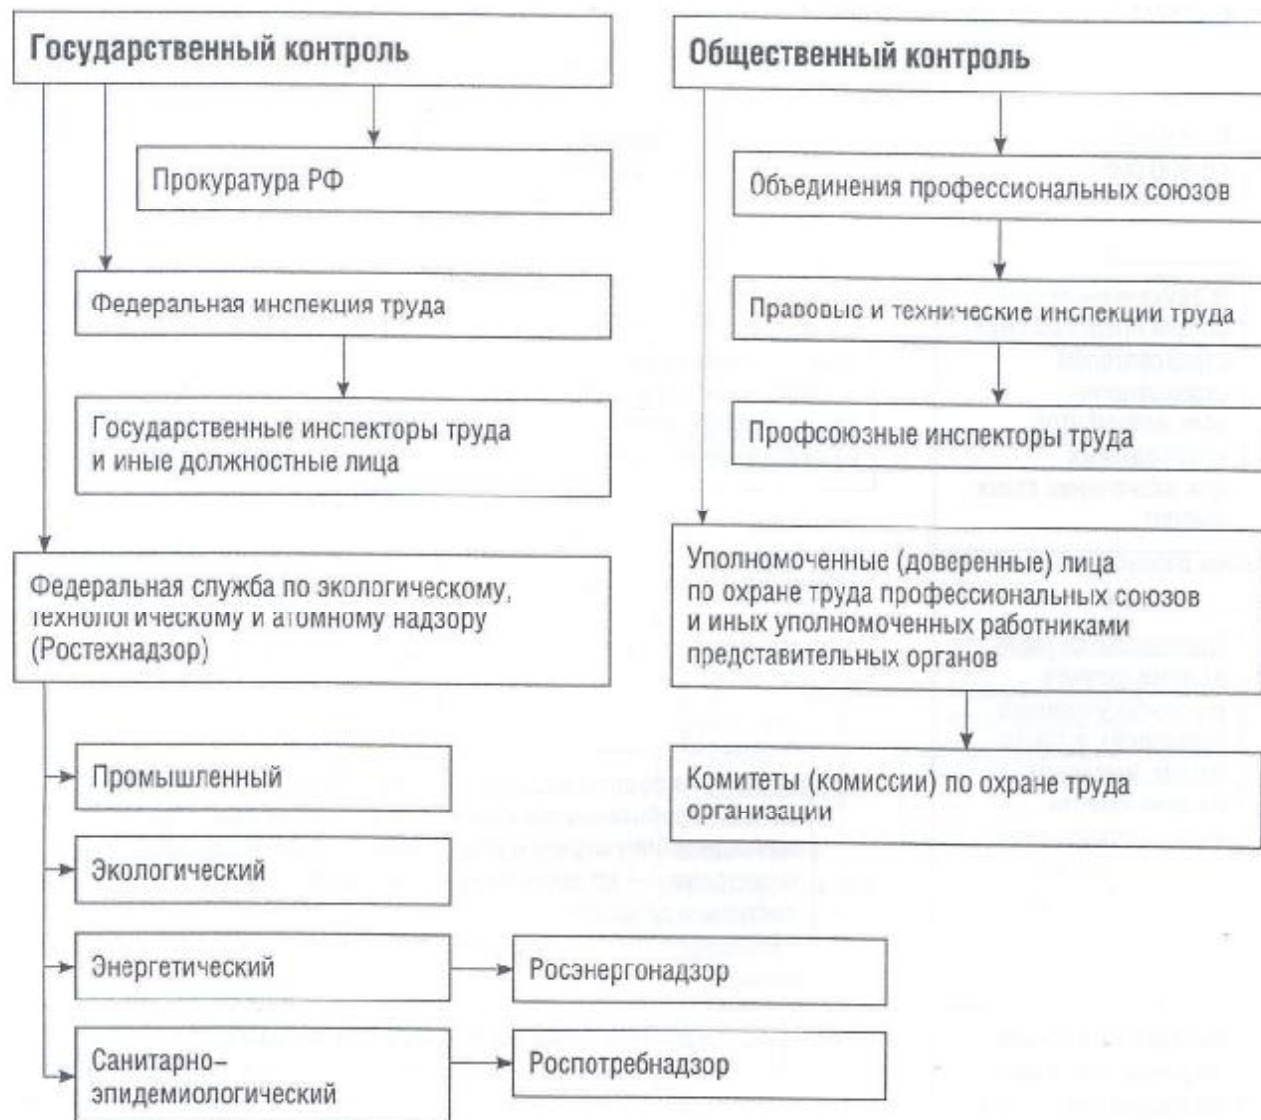 Государственный контроль
Прокуратура РФ
Федеральная инспекция труда
Государственные инспекторы труда
и иные должностные лица
Федеральная служба по экологическому,
технологическому и атомному надзору
(Ростехнадзор)
Промышленный
Экологический
Энергетический
Росэнергонадзор
Санитарно–
эпидемиологический
Роспотребнадзор
Общественный контроль
Объединения профессиональных союзов
Правовые и технические инспекции труда
Профсоюзные инспекторы труда
Уполномоченные (доверенные) лица
по охране труда профессиональных союзов
и иных уполномоченных работниками
представительных органов
Комитеты (комиссии) по охране труда
организации